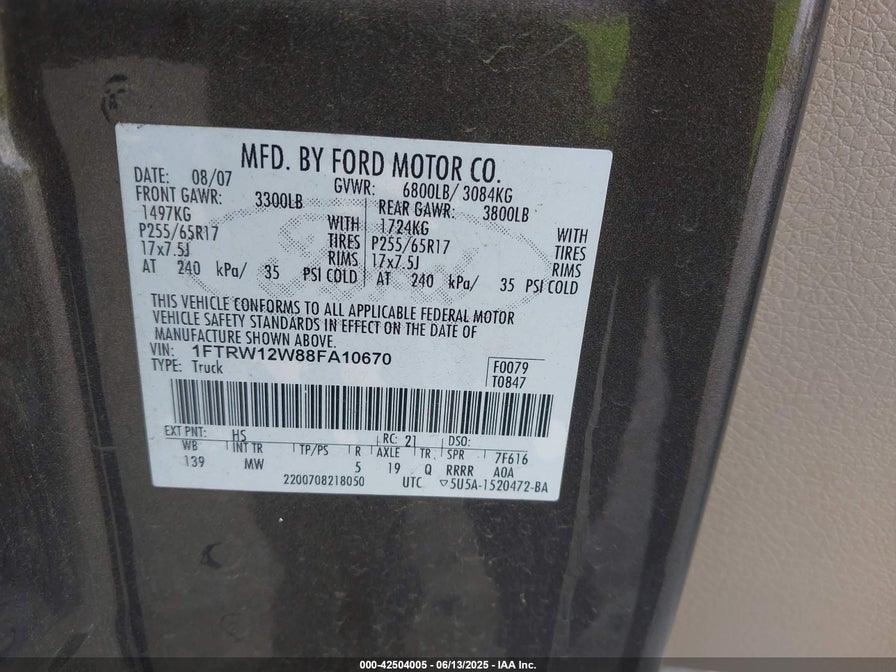 MFD. BY FORD MOTOR CO.
DATE: 08/07 GVWR: 6800LB/ 3084KG
FRONT GAWR: 3300LB REAR GAWR: 3800LB
1497KG WITH 1724KG WITH
P255/65R17 TIRES P255/65R17 TIRES
17x7.5J RIMS 17x7.5J RIMS
AT 240 kPa/ 35 PSI COLD AT 240 kPa/ 35 PSI COLD
Ford
THIS VEHICLE CONFORMS TO ALL APPLICABLE FEDERAL MOTOR
VEHICLE SAFETY STANDARDS IN EFFECT ON THE DATE OF
MANUFACTURE SHOWN ABOVE.
VIN: 1FTRW12W88FA10670
TYPE: Truck
F0079
T0847
EXT PNT: HS RC: 21 DSO:
WB INT TR TP/PS R AXLE TR SPR 7F616
139 MW 5 19 Q RRRR A0A
2200708218050 UTC ▽5U5A-1520472-BA
000-42504005 - 06/13/2025 - IAA Inc.